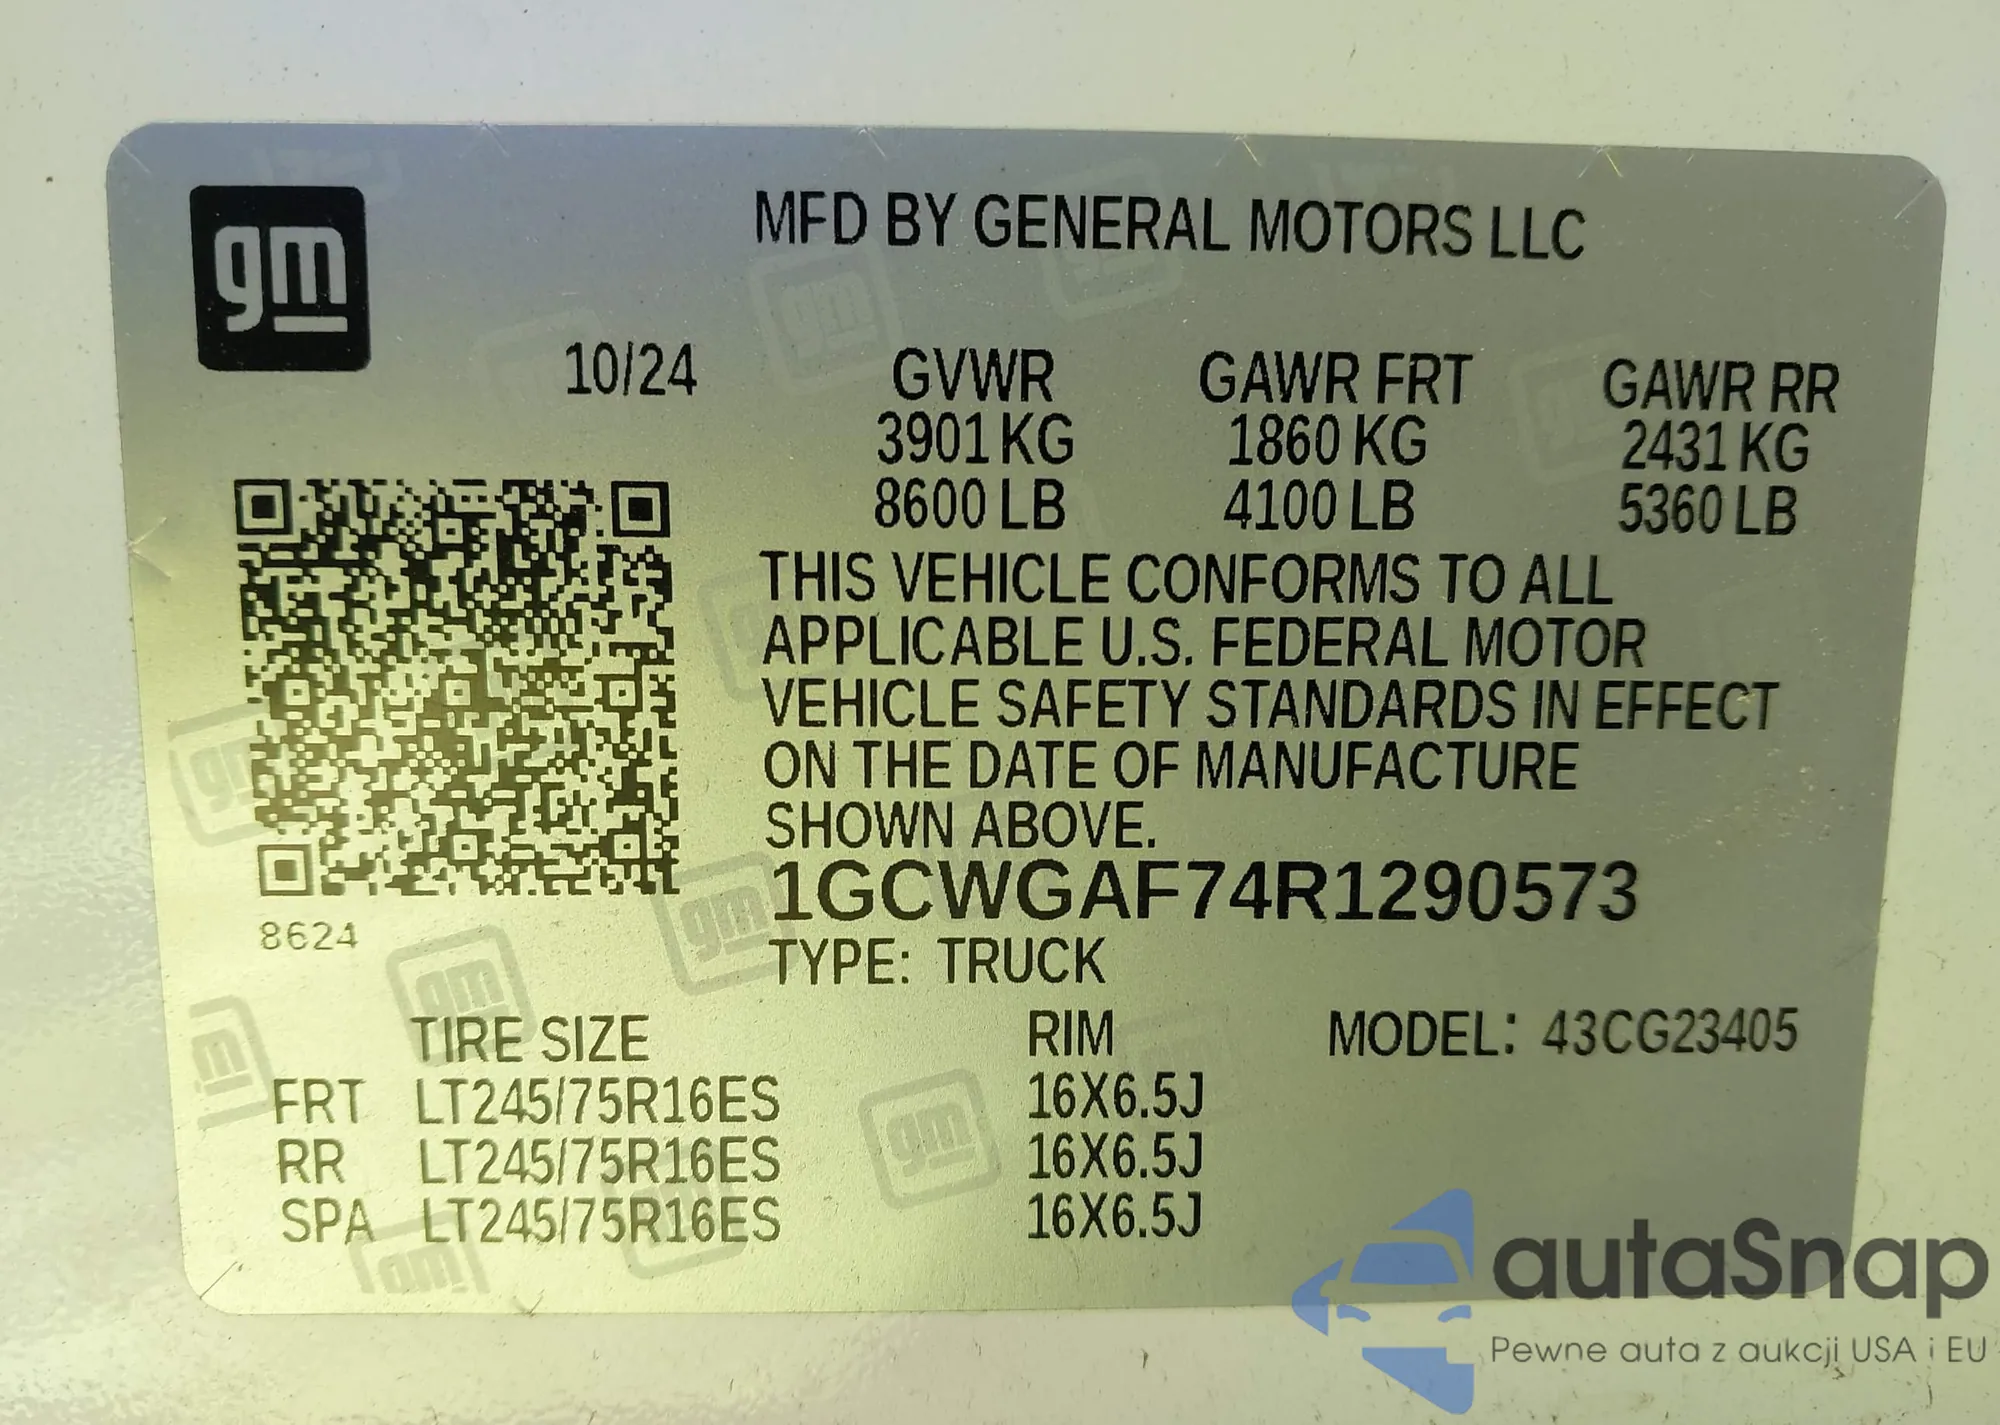 gm
MFD BY GENERAL MOTORS LLC
10/24
GVWR GAWR FRT GAWR RR
3901 KG 1860 KG 2431 KG
8600 LB 4100 LB 5360 LB
THIS VEHICLE CONFORMS TO ALL
APPLICABLE U.S. FEDERAL MOTOR
VEHICLE SAFETY STANDARDS IN EFFECT
ON THE DATE OF MANUFACTURE
SHOWN ABOVE.
1GCWGAF74R1290573
8624
TYPE: TRUCK
TIRE SIZE RIM MODEL: 43CG23405
FRT LT245/75R16ES 16X6.5J
RR LT245/75R16ES 16X6.5J
SPA LT245/75R16ES 16X6.5J
autaSnap
Pewne auta z aukcji USA i EU